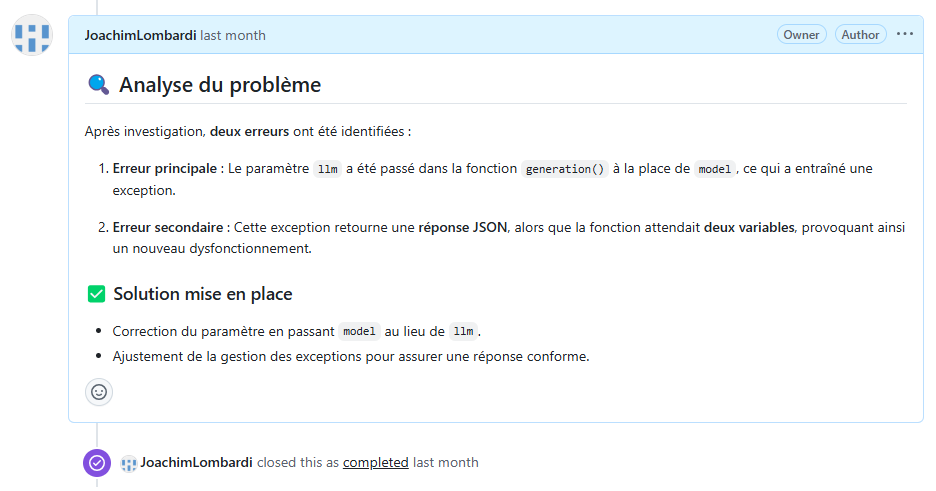 JoachimLombardi last month
Owner
Author
Analyse du problème
Après investigation, deux erreurs ont été identifiées :
1. Erreur principale : Le paramètre llm a été passé dans la fonction generation() à la place de model, ce qui a entraîné une
exception.
2. Erreur secondaire : Cette exception retourne une réponse JSON, alors que la fonction attendait deux variables, provoquant ainsi
un nouveau dysfonctionnement.
Solution mise en place
• Correction du paramètre en passant model au lieu de llm.
• Ajustement de la gestion des exceptions pour assurer une réponse conforme.
JoachimLombardi closed this as completed last month